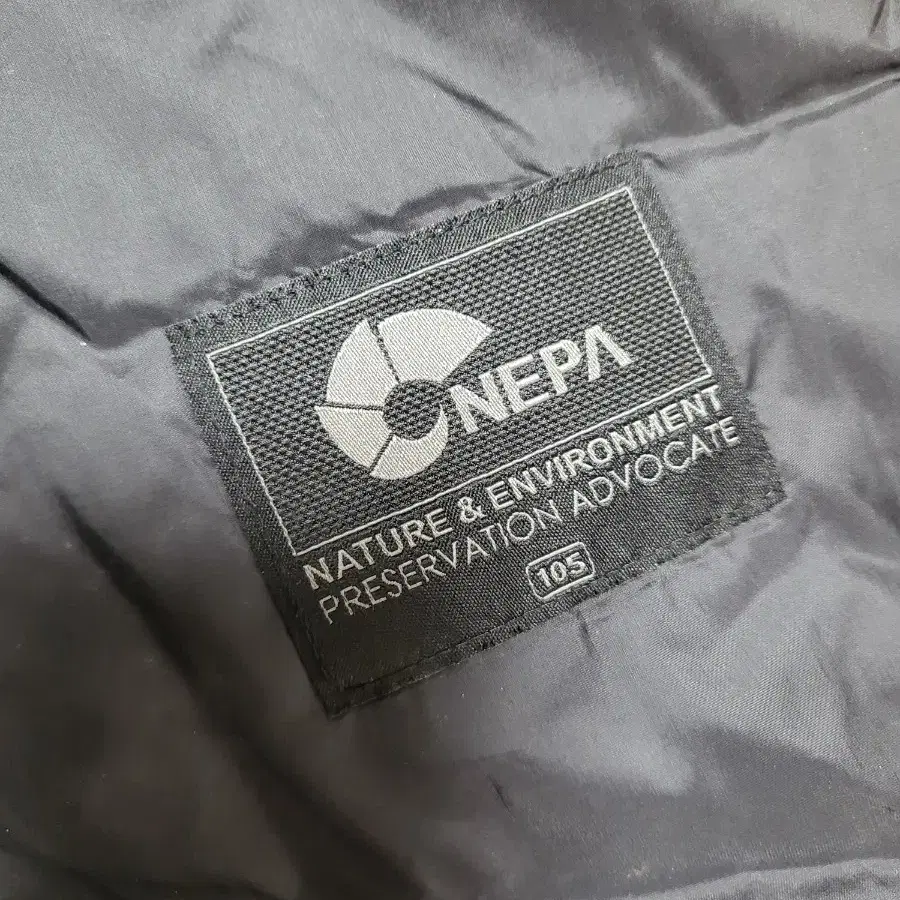 NEPA
NATURE & ENVIRONMENT
PRESERVATION ADVOCATE
105